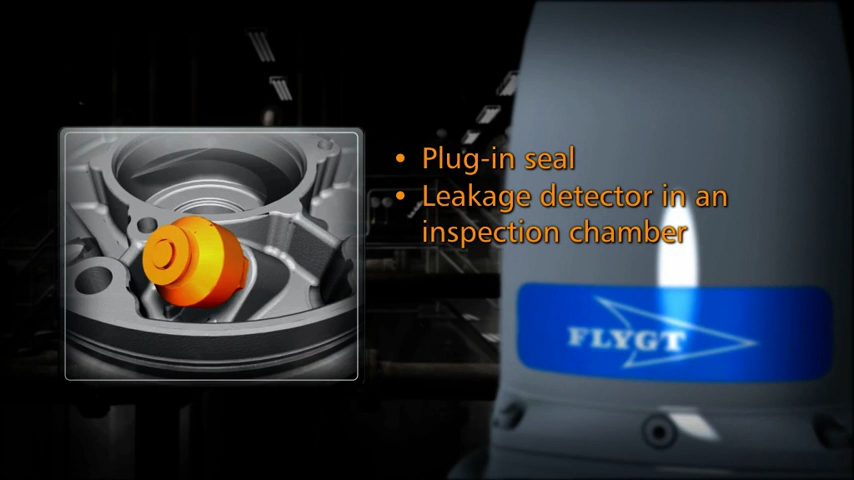 • Plug-in seal
• Leakage detector in an
inspection chamber
FLYGT